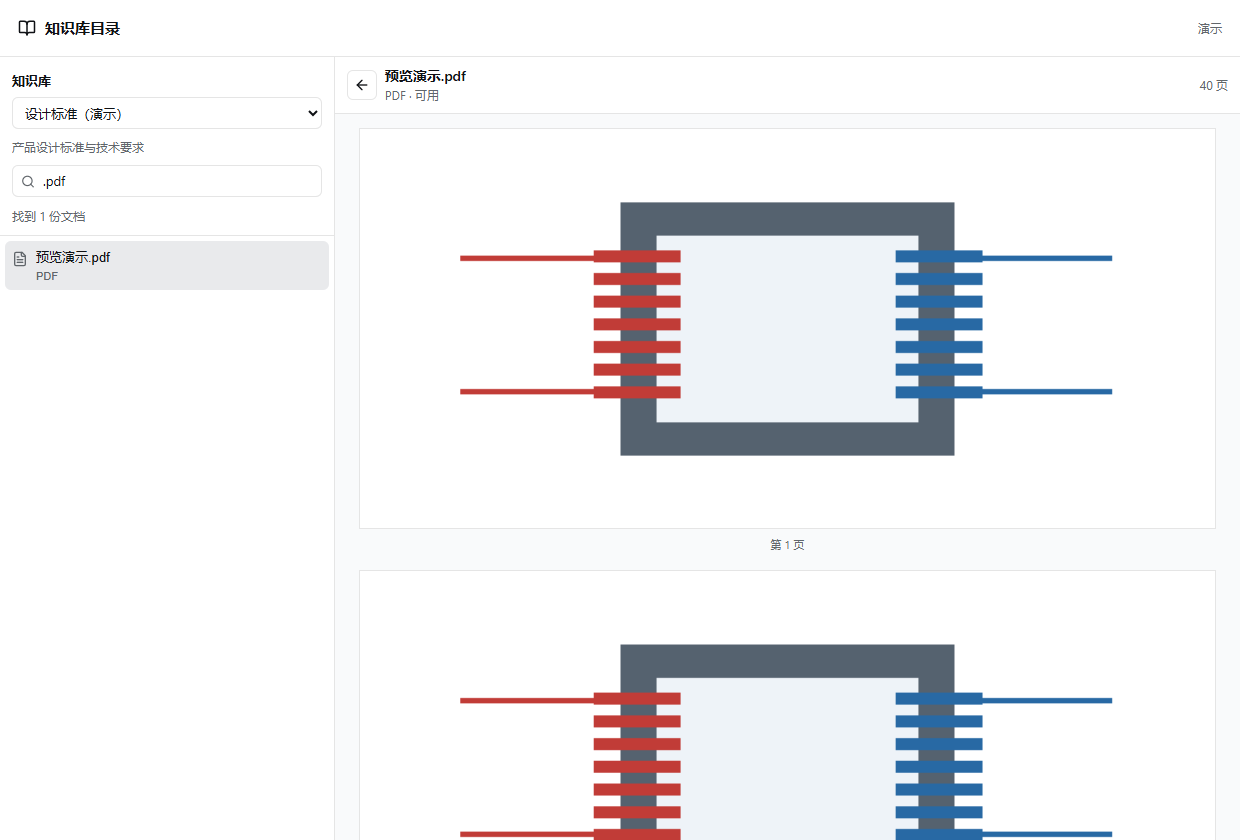 知识库目录
演示
知识库
设计标准（演示）
产品设计标准与技术要求
.pdf
找到 1 份文档
预览演示.pdf
PDF
预览演示.pdf
PDF · 可用
40 页
第 1 页